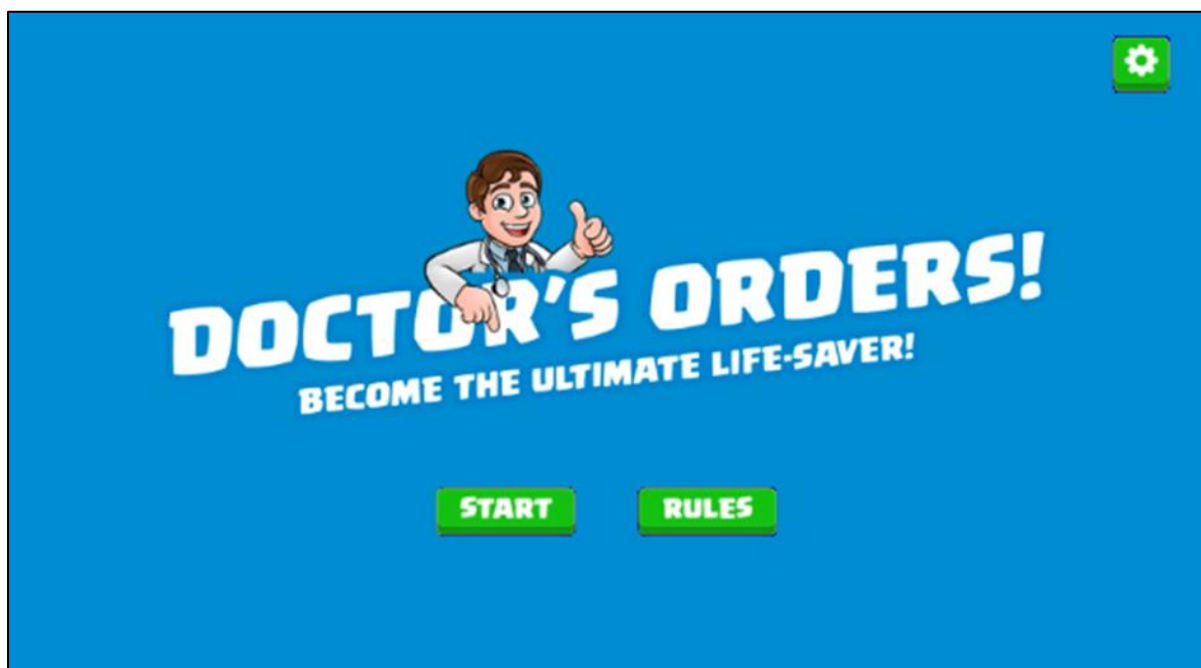 DOCTOR'S ORDERS!
BECOME THE ULTIMATE LIFE-SAVER!
START
RULES